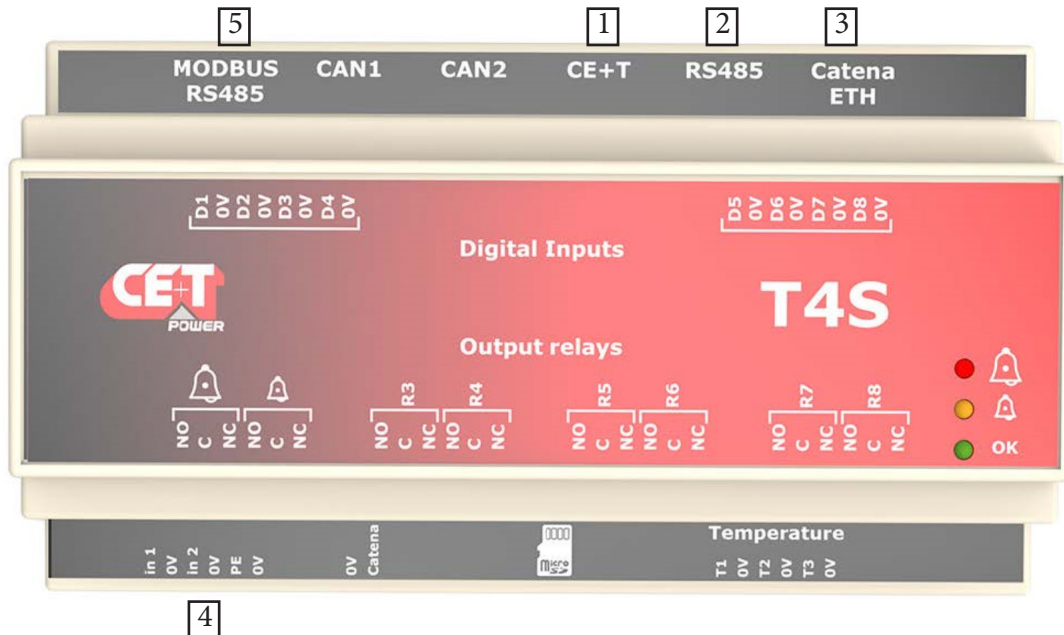 5 1 2 3
MODBUS RS485 CAN1 CAN2 CE+T RS485 Catena ETH
D1 0V D2 0V D3 0V D4 0V D5 0V D6 0V D7 0V D8 0V
Digital Inputs
CE+T
POWER
T4S
Output relays
R3 R4 R5 R6 R7 R8
NO C NC NO C NC NO C NC NO C NC NO C NC NO C NC NO C NC NO C NC
OK
in 1 0V in 2 0V PE 0V 0V Catena
Micro SD
Temperature
T1 0V T2 0V T3 0V
4